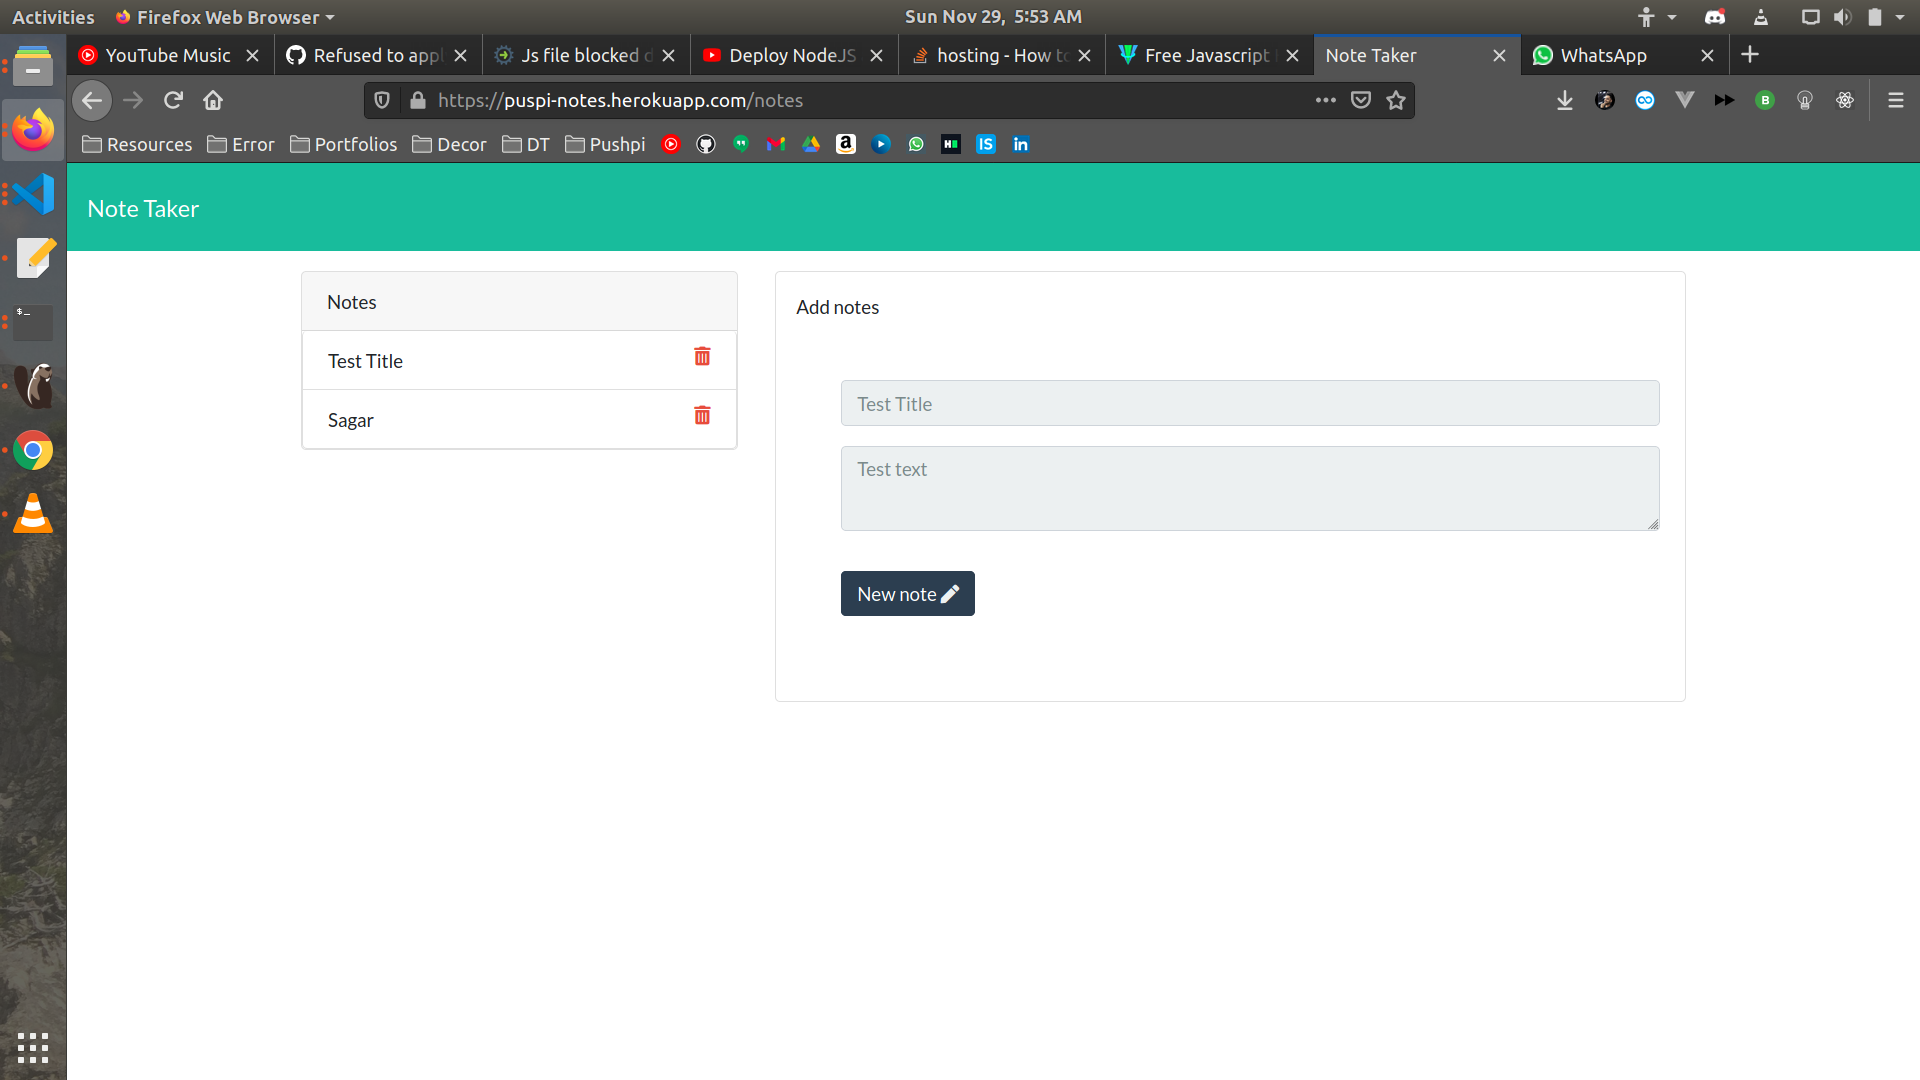 Activities
Firefox Web Browser
Sun Nov 29, 5:53 AM
YouTube Music
Refused to appl
Js file blocked d
Deploy NodeJS
hosting - How to
Free Javascript
Note Taker
WhatsApp
https://puspi-notes.herokuapp.com/notes
Resources
Error
Portfolios
Decor
DT
Pushpi
Note Taker
Notes
Test Title
Sagar
Add notes
Test Title
Test text
New note